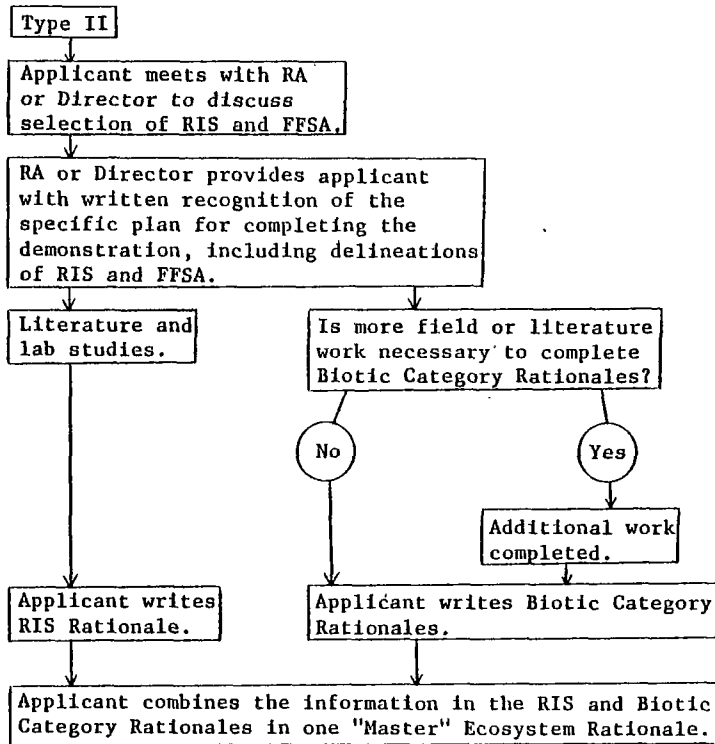 Type II
Applicant meets with RA
or Director to discuss
selection of RIS and FFSA.
RA or Director provides applicant
with written recognition of the
specific plan for completing the
demonstration, including delineations
of RIS and FFSA.
Literature and
lab studies.
Is more field or literature
work necessary to complete
Biotic Category Rationales?
No
Yes
Additional work
completed.
Applicant writes
RIS Rationale.
Applicant writes Biotic Category
Rationales.
Applicant combines the information in the RIS and Biotic
Category Rationales in one "Master" Ecosystem Rationale.